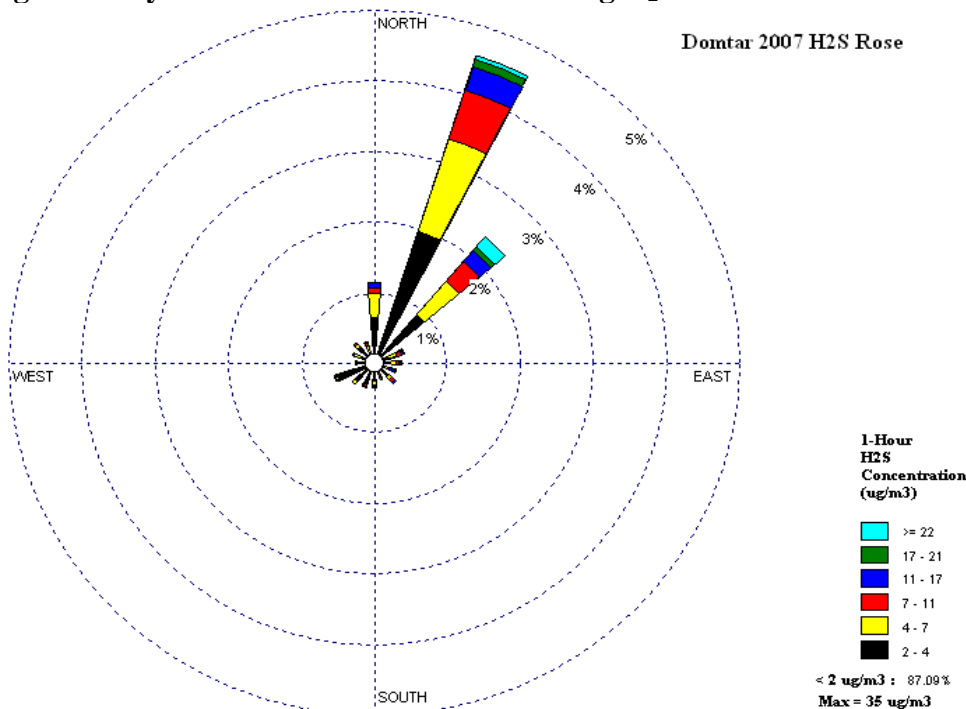 NORTH
Domtar 2007 H2S Rose
5%
4%
3%
2%
1%
WEST
EAST
SOUTH
1-Hour
H2S
Concentration
(ug/m3)
>= 22
17 - 21
11 - 17
7 - 11
4 - 7
2 - 4
< 2 ug/m3 : 87.09%
Max = 35 ug/m3